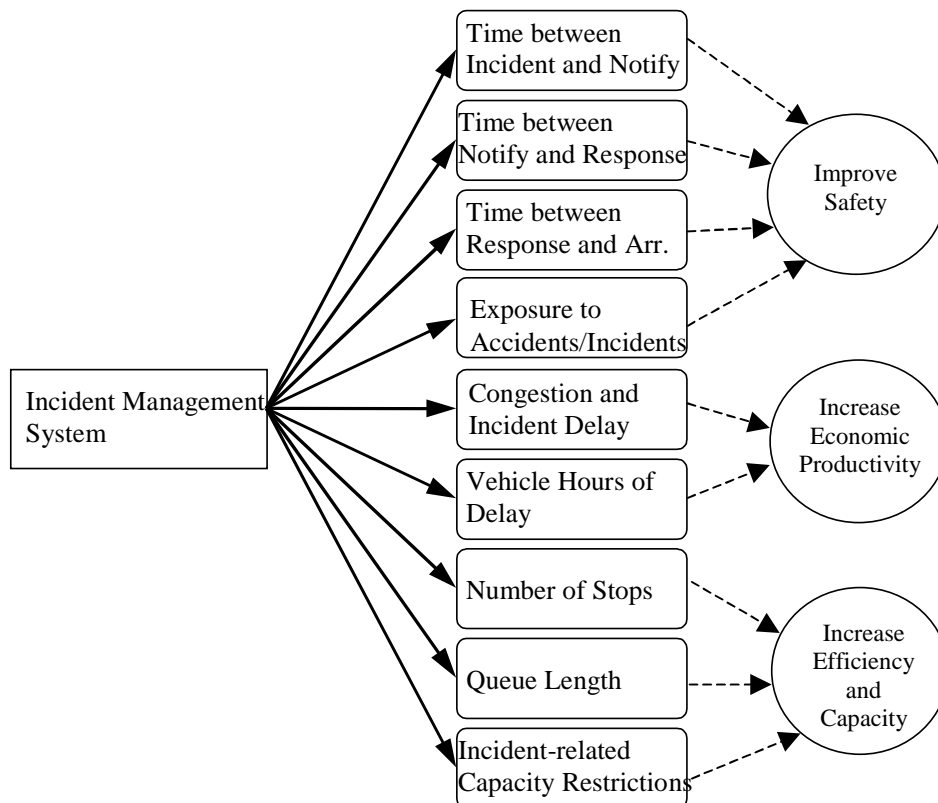 Time between
Incident and Notify
Time between
Notify and Response
Time between
Response and Arr.
Exposure to
Accidents/Incidents
Incident Management
System
Congestion and
Incident Delay
Vehicle Hours of
Delay
Number of Stops
Queue Length
Incident-related
Capacity Restrictions
Improve
Safety
Increase
Economic
Productivity
Increase
Efficiency
and
Capacity